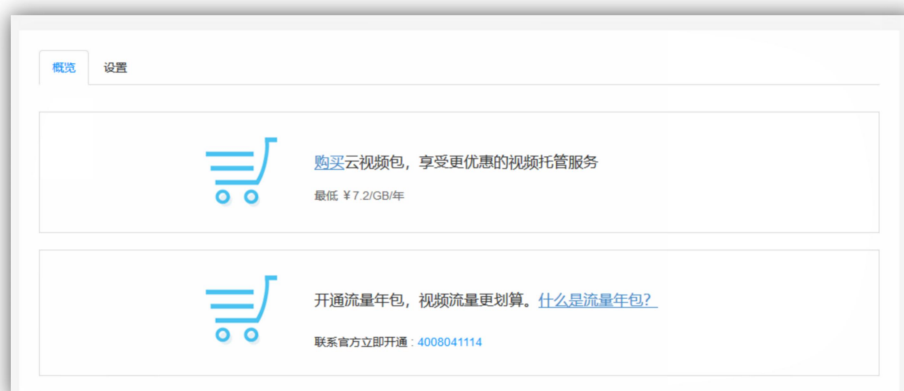 概览 设置
购买云视频包，享受更优惠的视频托管服务
最低 ¥7.2/GB/年
开通流量年包，视频流量更划算。什么是流量年包？
联系官方立即开通 : 4008041114